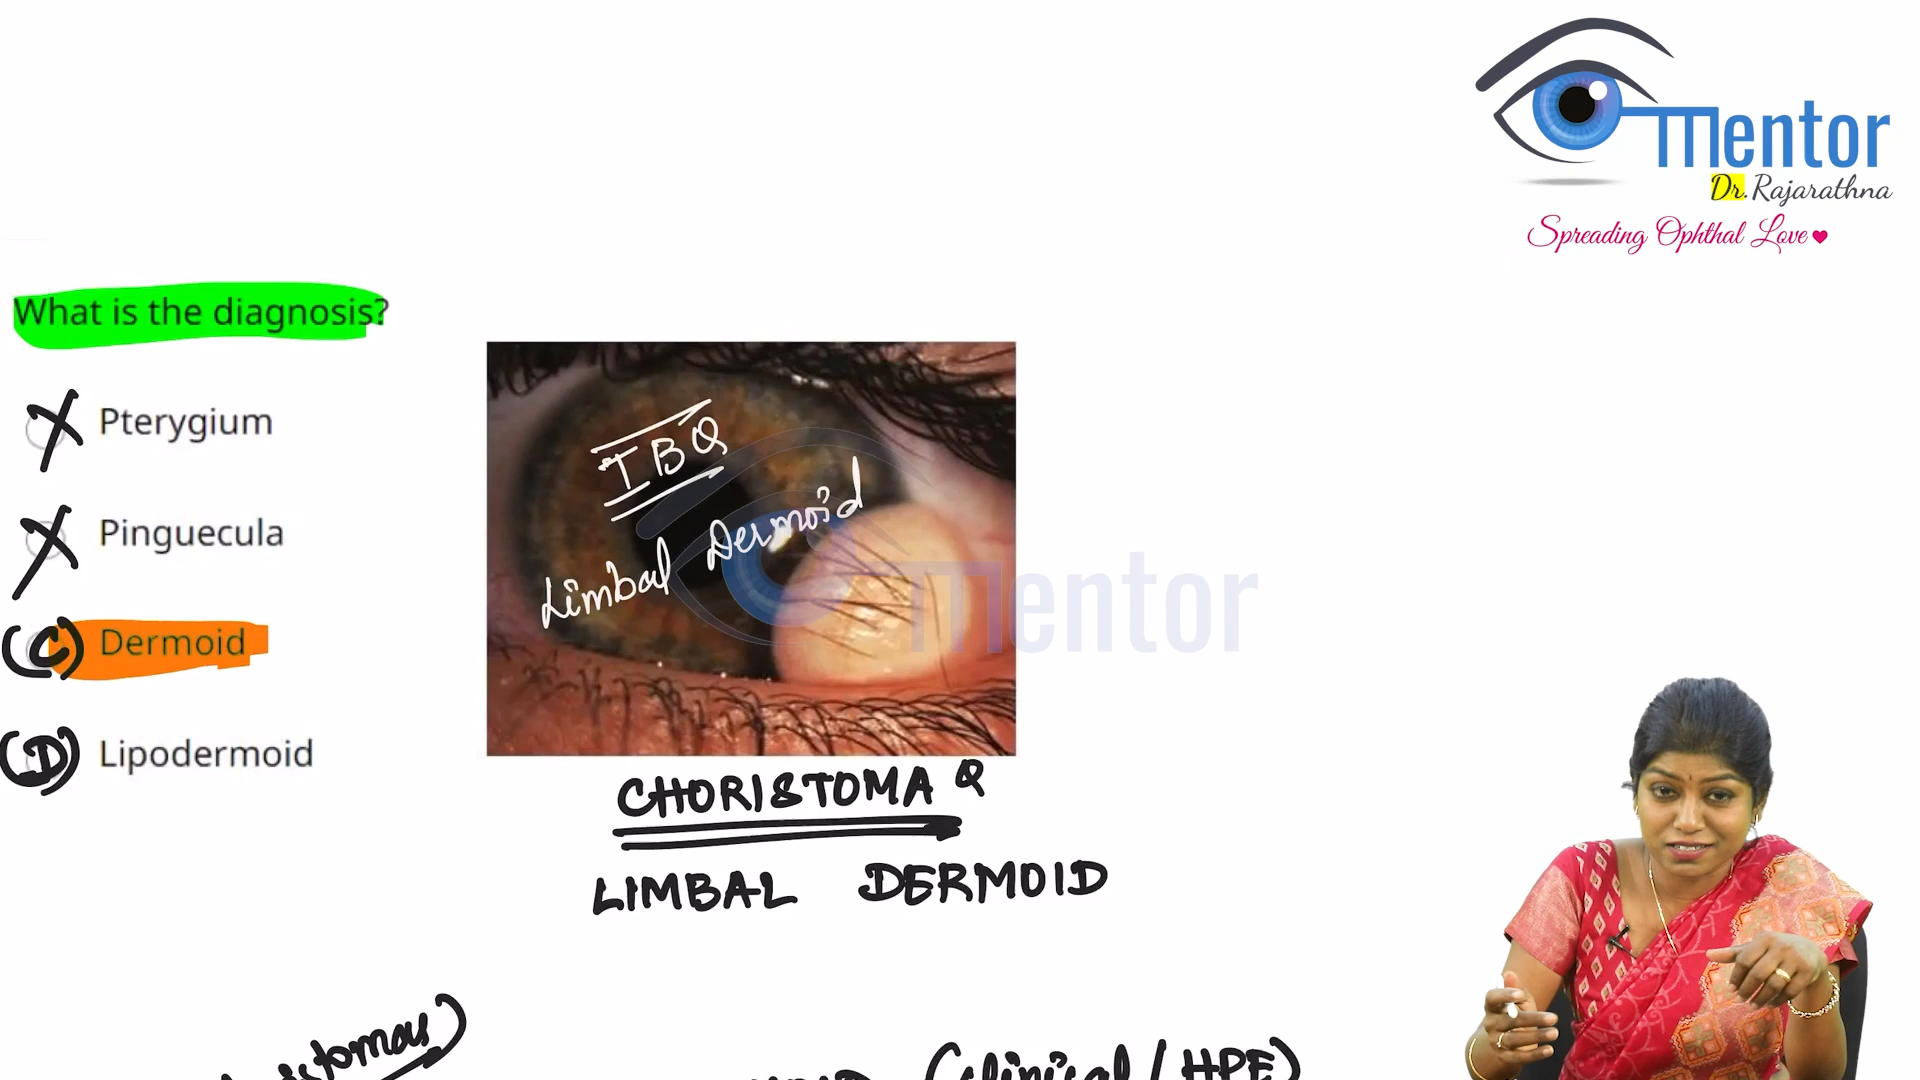 mentor
Dr. Rajarathna
Spreading Ophthal Love
What is the diagnosis?
Pterygium
Pinguecula
(C) Dermoid
(D) Lipodermoid
IBQ
Limbal Dermoid
mentor
CHORISTOMA Q
LIMBAL DERMOID
(Clinical / HPE)